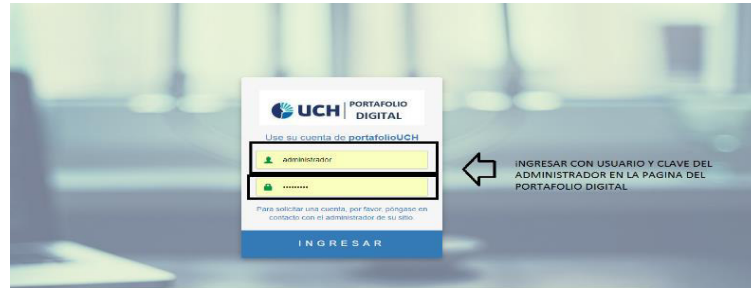 UCH PORTAFOLIO
DIGITAL
Use su cuenta de portafolioUCH
administrador
•••••••••
Para solicitar una cuenta, por favor, póngase en
contacto con el administrador de su sitio.
INGRESAR
INGRESAR CON USUARIO Y CLAVE DEL
ADMINISTRADOR EN LA PAGINA DEL
PORTAFOLIO DIGITAL